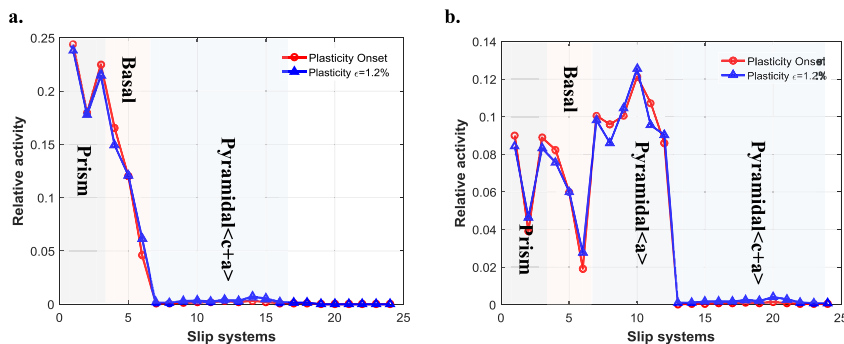 a.
0.25
0.2
0.15
0.1
0.05
0
0
5
10
15
20
25
Relative activity
Slip systems
Prism
Basal
Pyramidal<c+a>
Plasticity Onset
Plasticity ϵ=1.2%
b.
0.14
0.12
0.1
0.08
0.06
0.04
0.02
0
0
5
10
15
20
25
Relative activity
Slip systems
Prism
Basal
Pyramidal<a>
Pyramidal<c+a>
Plasticity Onset
Plasticity ϵ=1.2%